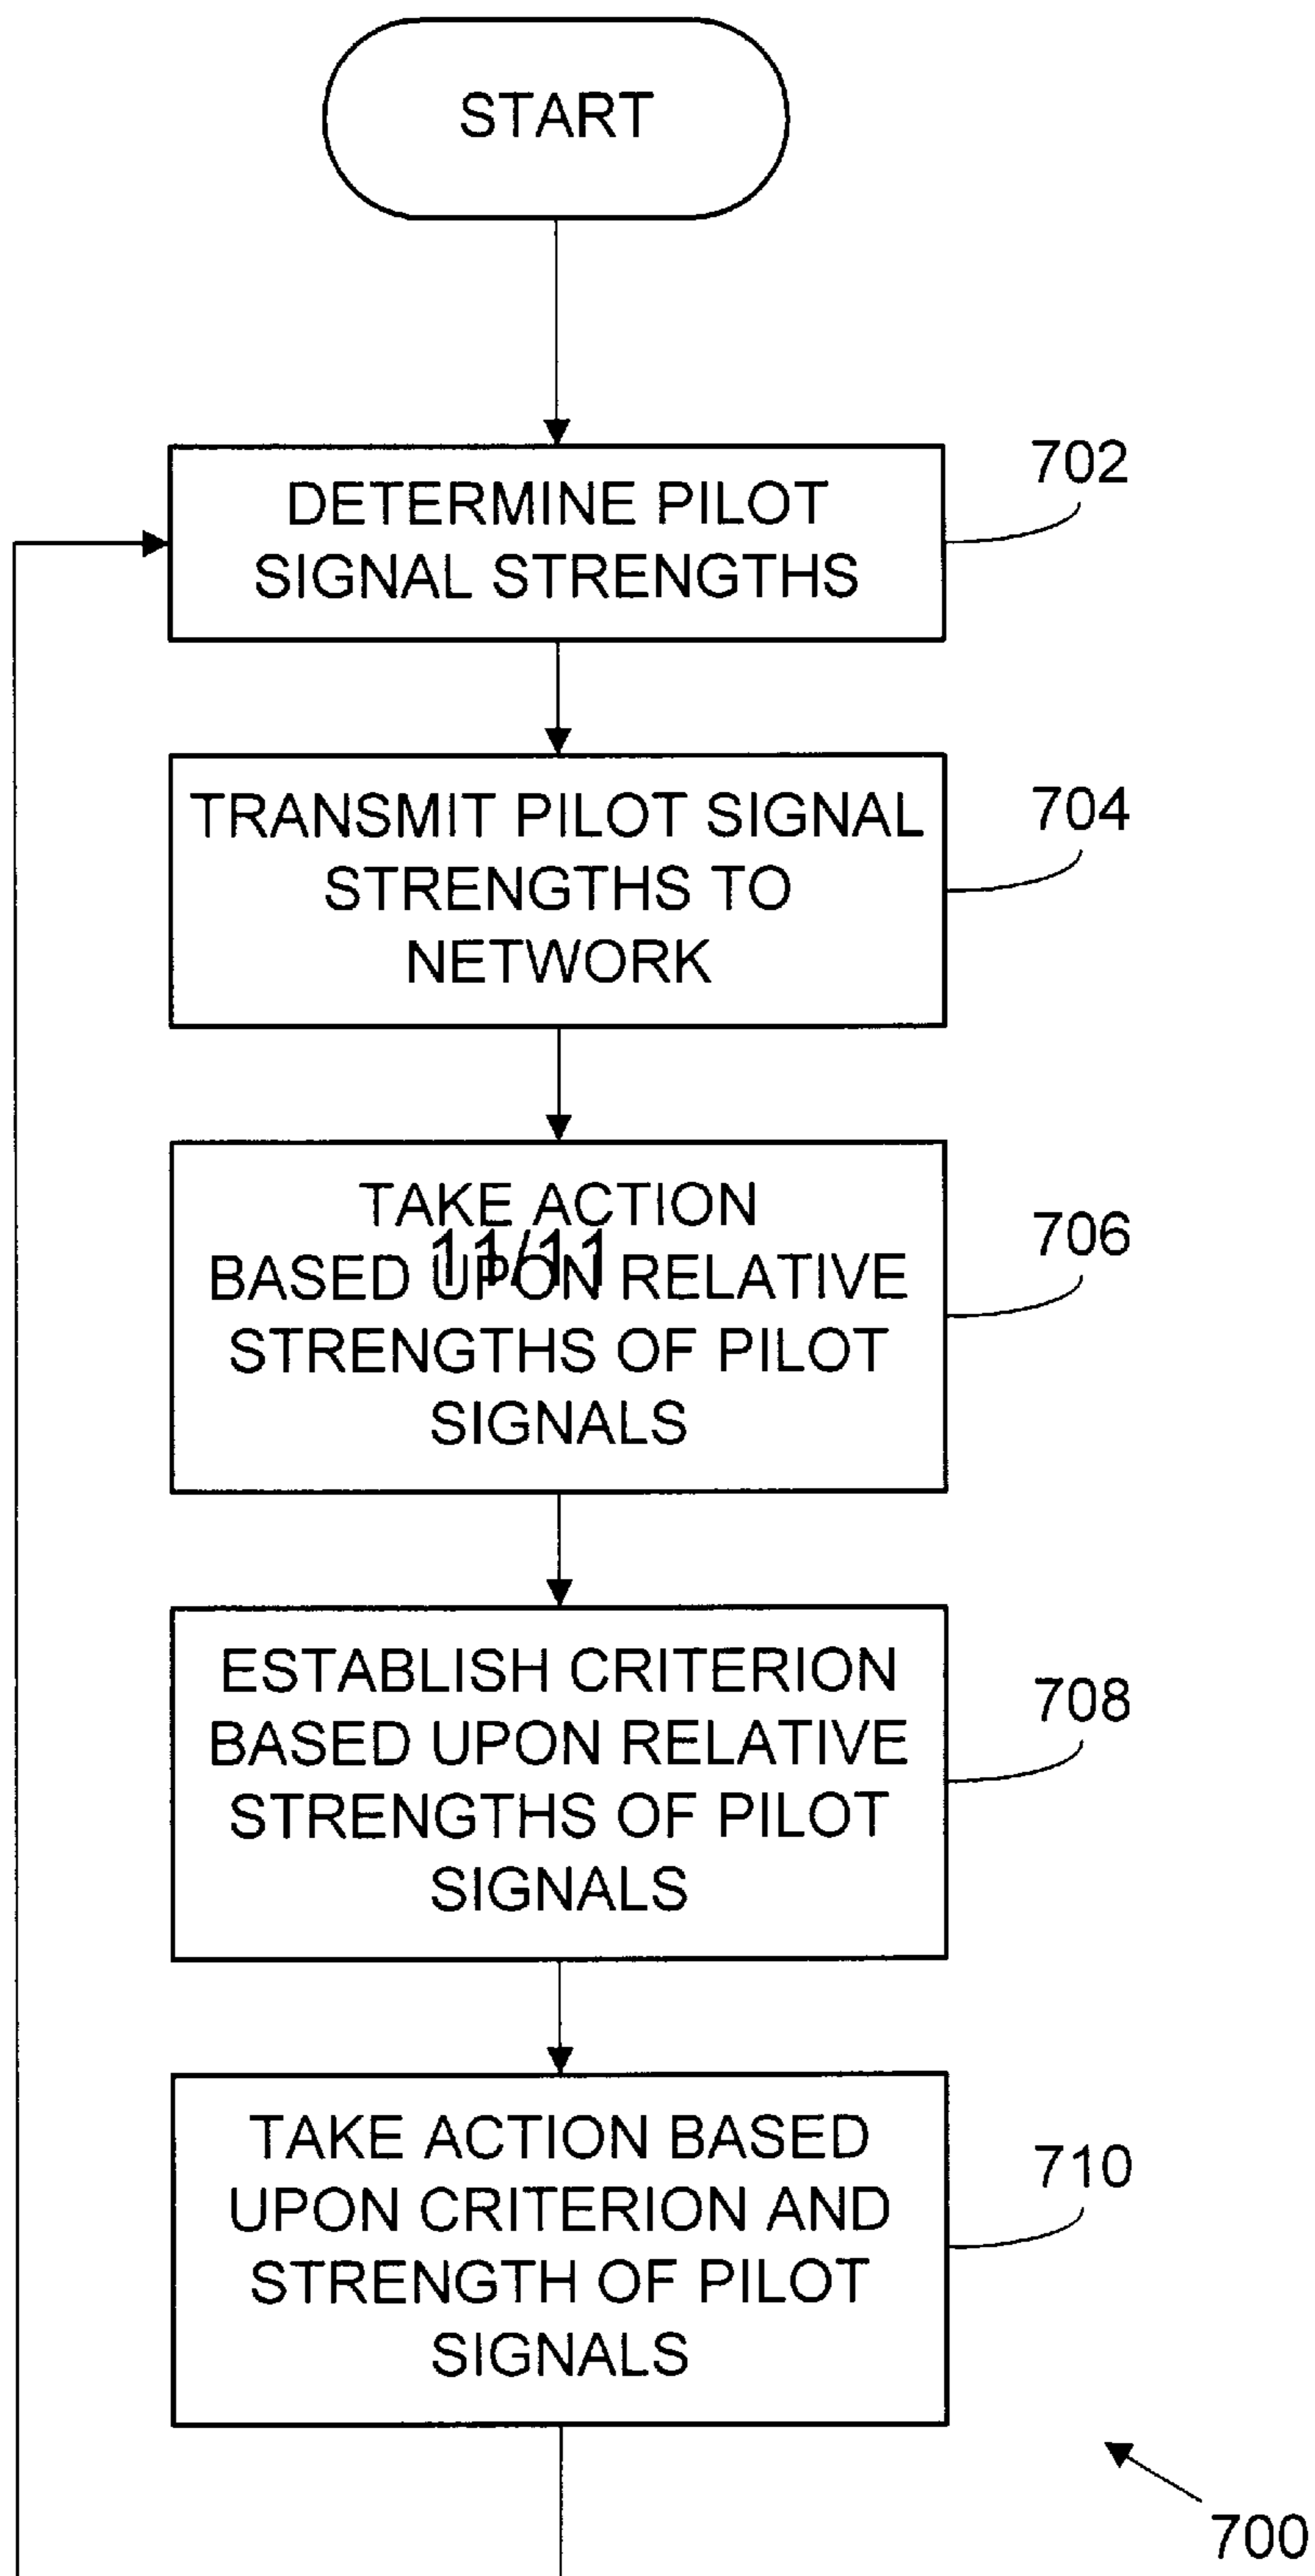 START
DETERMINE PILOT
SIGNAL STRENGTHS
702
TRANSMIT PILOT SIGNAL
STRENGTHS TO
NETWORK
704
TAKE ACTION
11/11
BASED UPON RELATIVE
STRENGTHS OF PILOT
SIGNALS
706
ESTABLISH CRITERION
BASED UPON RELATIVE
STRENGTHS OF PILOT
SIGNALS
708
TAKE ACTION BASED
UPON CRITERION AND
STRENGTH OF PILOT
SIGNALS
710
700